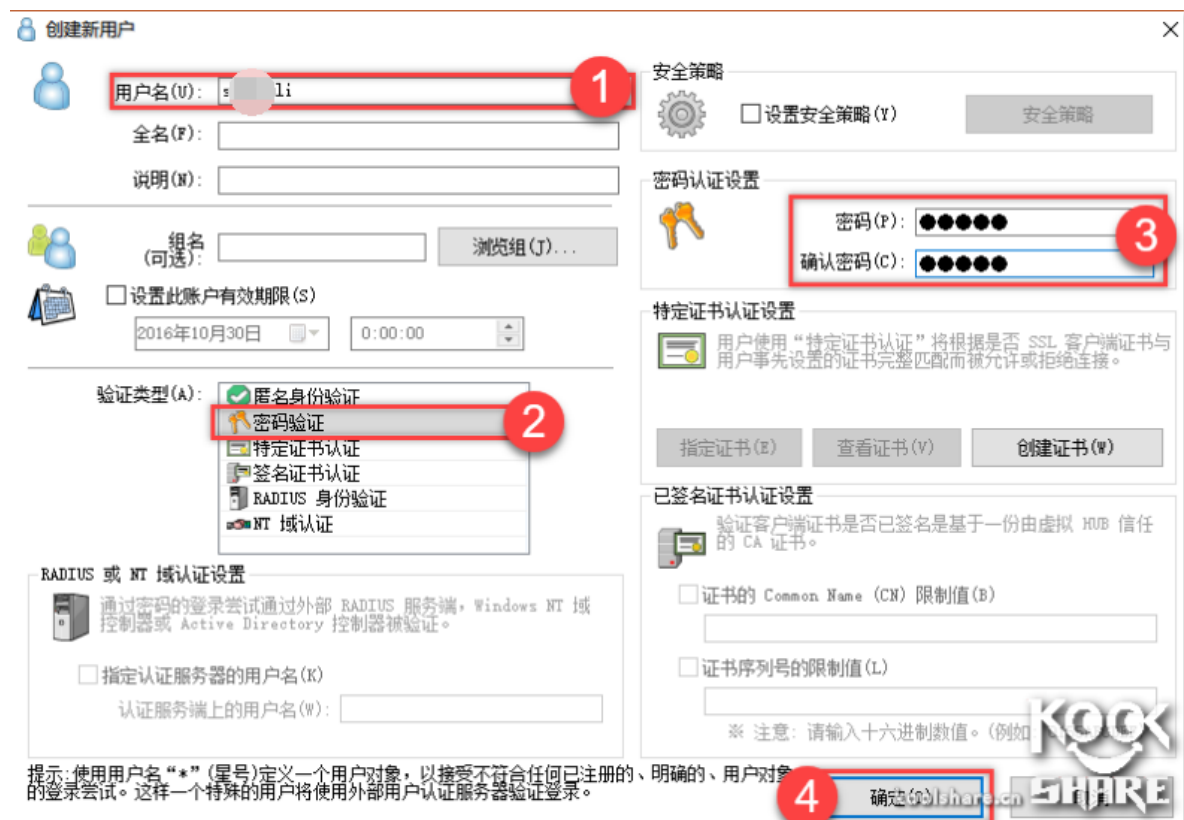 创建新用户
用户名(U):
li
1
全名(F):
说明(N):
组名
(可选):
浏览组(J)...
设置此账户有效期限(S)
2016年10月30日
0:00:00
验证类型(A):
匿名身份验证
密码验证
2
特定证书认证
签名证书认证
RADIUS 身份验证
NT 域认证
RADIUS 或 NT 域认证设置
通过密码的登录尝试通过外部 RADIUS 服务端，Windows NT 域
控制器或 Active Directory 控制器被验证。
指定认证服务器的用户名(K)
认证服务端上的用户名(W):
安全策略
设置安全策略(Y)
安全策略
密码认证设置
密码(P): ●●●●●
确认密码(C): ●●●●●
3
特定证书认证设置
用户使用“特定证书认证”将根据是否 SSL 客户端证书与
用户事先设置的证书完整匹配而被允许或拒绝连接。
指定证书(E)
查看证书(V)
创建证书(W)
已签名证书认证设置
验证客户端证书是否已签名是基于一份由虚拟 HUB 信任
的 CA 证书。
证书的 Common Name (CN) 限制值(B)
证书序列号的限制值(L)
※ 注意: 请输入十六进制数值。(例如
提示:使用用户名“*”(星号)定义一个用户对象，以接受不符合任何已注册的、明确的、用户对象
的登录尝试。这样一个特殊的用户将使用外部用户认证服务器验证登录。
4
确定(O)
取消
KOOK
SHARE